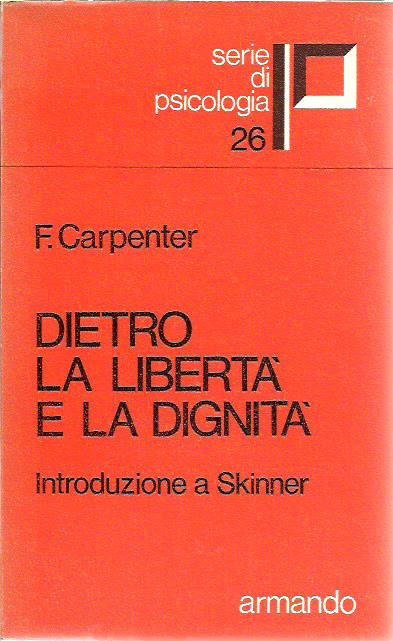 serie
di
psicologia
26
F. Carpenter
DIETRO
LA LIBERTÀ
E LA DIGNITÀ
Introduzione a Skinner
armando